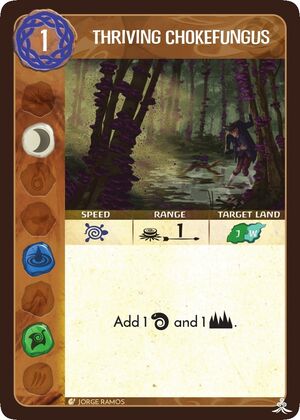 1
THRIVING CHOKEFUNGUS
SPEED
RANGE
TARGET LAND
1
J W
Add 1 and 1.
JORGE RAMOS